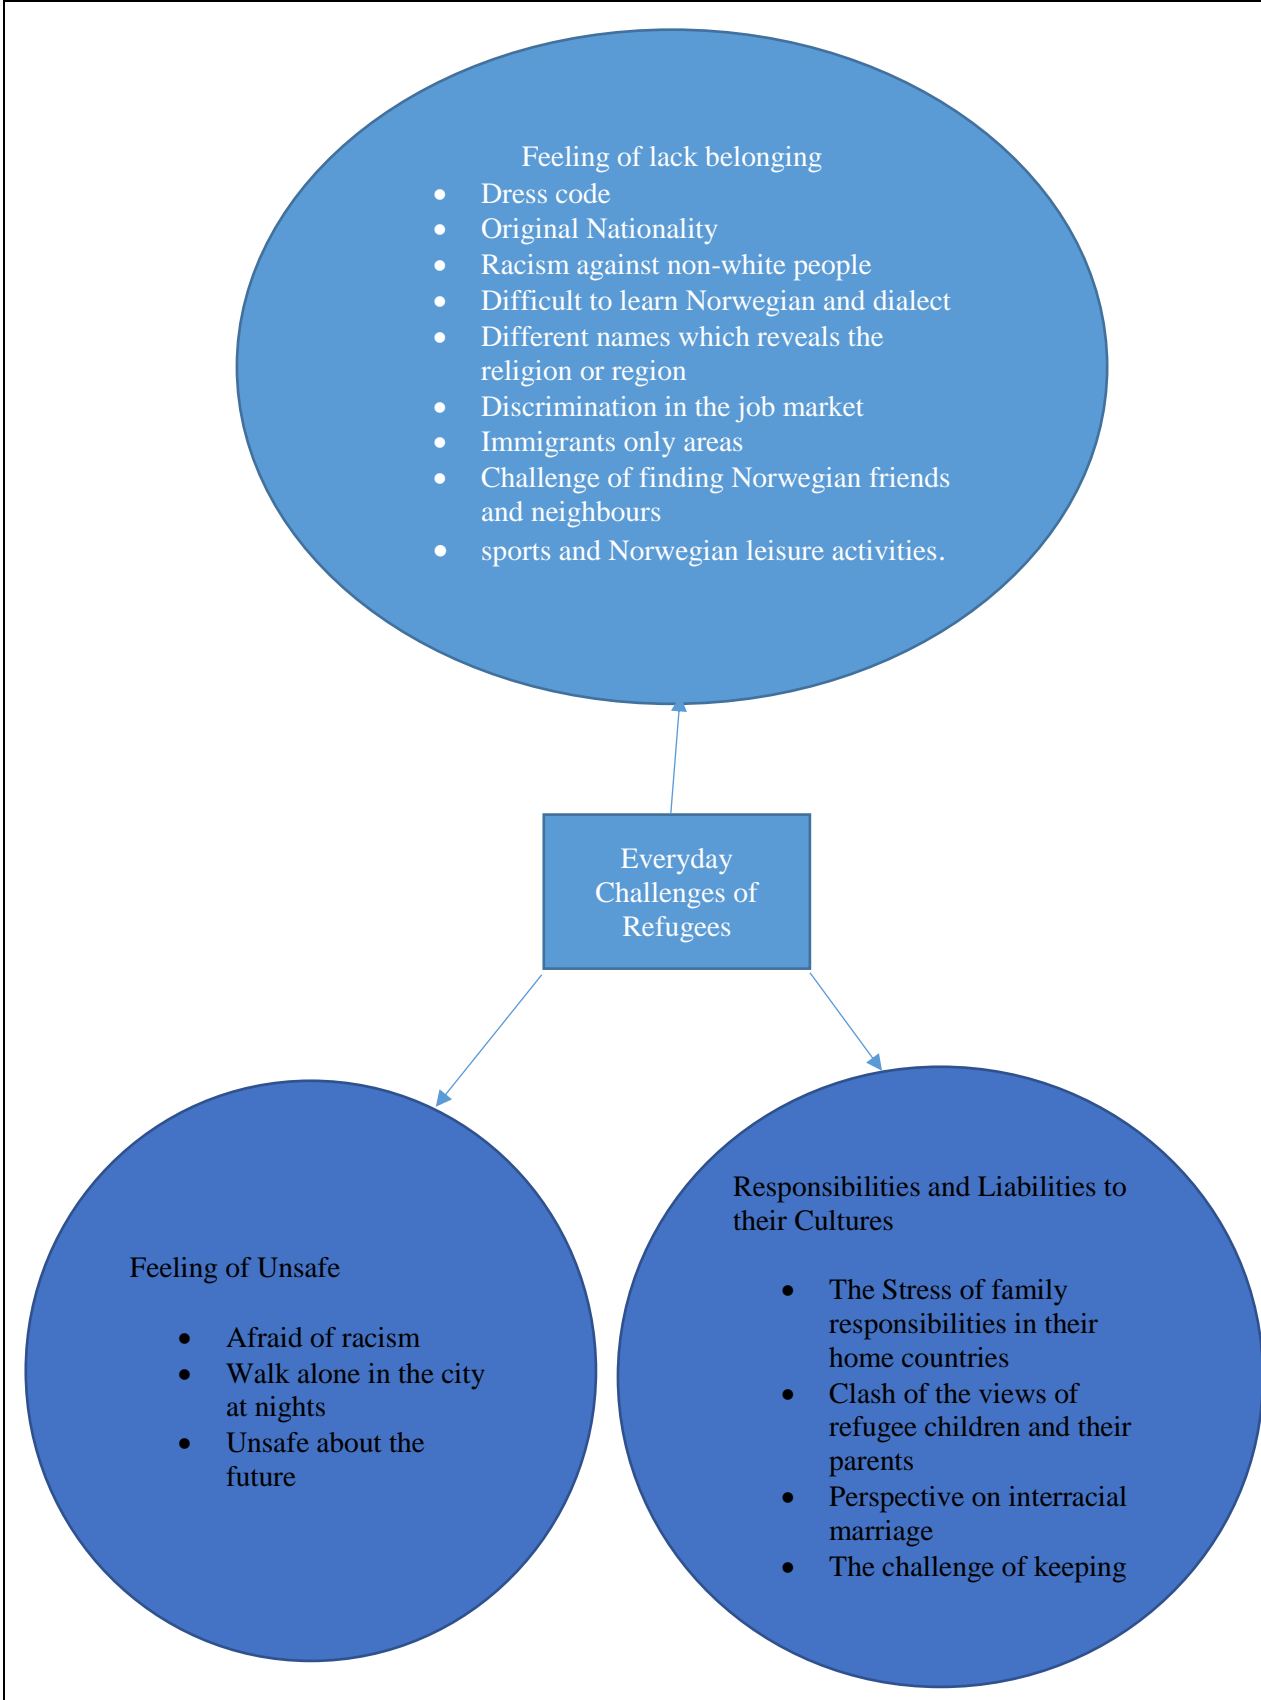 Feeling of lack belonging
• Dress code
• Original Nationality
• Racism against non-white people
• Difficult to learn Norwegian and dialect
• Different names which reveals the
religion or region
• Discrimination in the job market
• Immigrants only areas
• Challenge of finding Norwegian friends
and neighbours
• sports and Norwegian leisure activities.
Everyday
Challenges of
Refugees
Feeling of Unsafe
• Afraid of racism
• Walk alone in the city
at nights
• Unsafe about the
future
Responsibilities and Liabilities to
their Cultures
• The Stress of family
responsibilities in their
home countries
• Clash of the views of
refugee children and their
parents
• Perspective on interracial
marriage
• The challenge of keeping